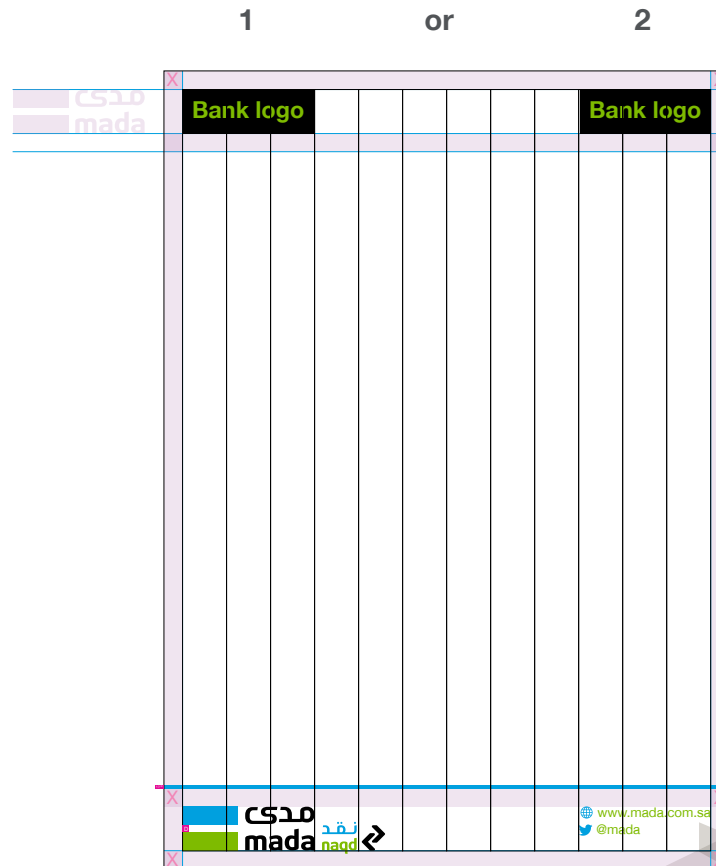 1 or 2
X
مدى
mada
Bank logo
Bank logo
X
مدى
mada
نقد
naqd
www.mada.com.sa
@mada
X